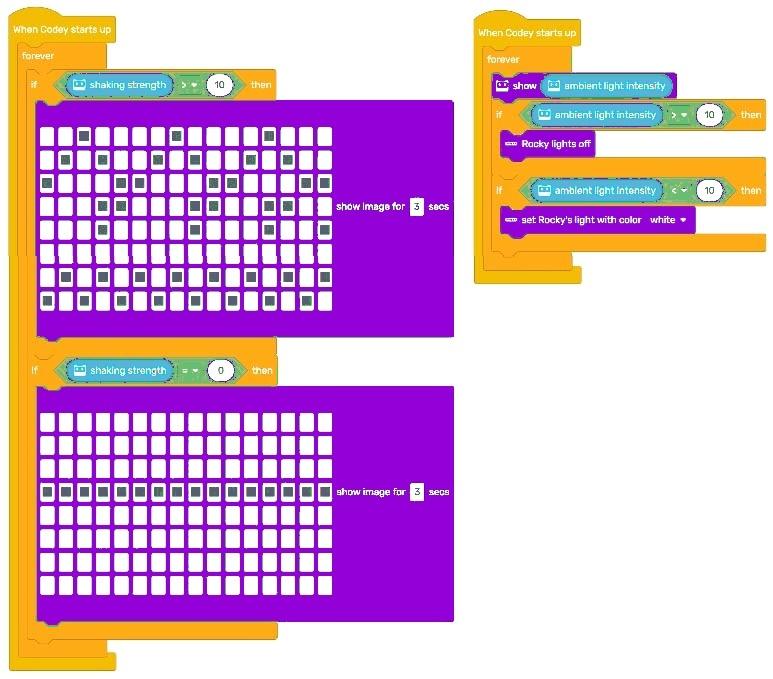 When Codey starts up
forever
if shaking strength > 10 then
show image for 3 secs
if shaking strength = 0 then
show image for 3 secs
When Codey starts up
forever
show ambient light intensity
if ambient light intensity > 10 then
Rocky lights off
if ambient light intensity < 10 then
set Rocky's light with color white